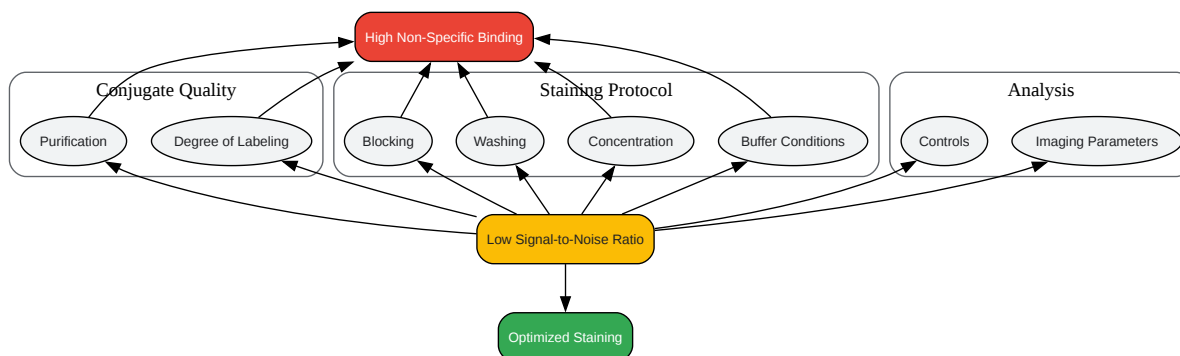 High Non-Specific Binding
Conjugate Quality
Staining Protocol
Analysis
Purification
Degree of Labeling
Blocking
Washing
Concentration
Buffer Conditions
Controls
Imaging Parameters
Low Signal-to-Noise Ratio
Optimized Staining